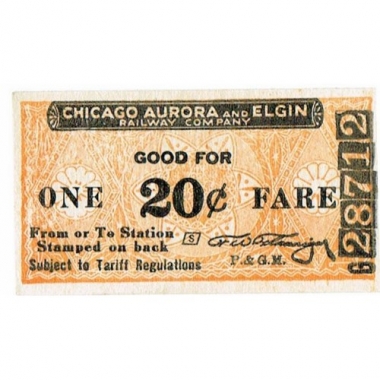 CHICAGO AURORA AND ELGIN
RAILWAY COMPANY
GOOD FOR
ONE 20¢ FARE
From or To Station
Stamped on back
S
Subject to Tariff Regulations
P. & G. M.
G28712